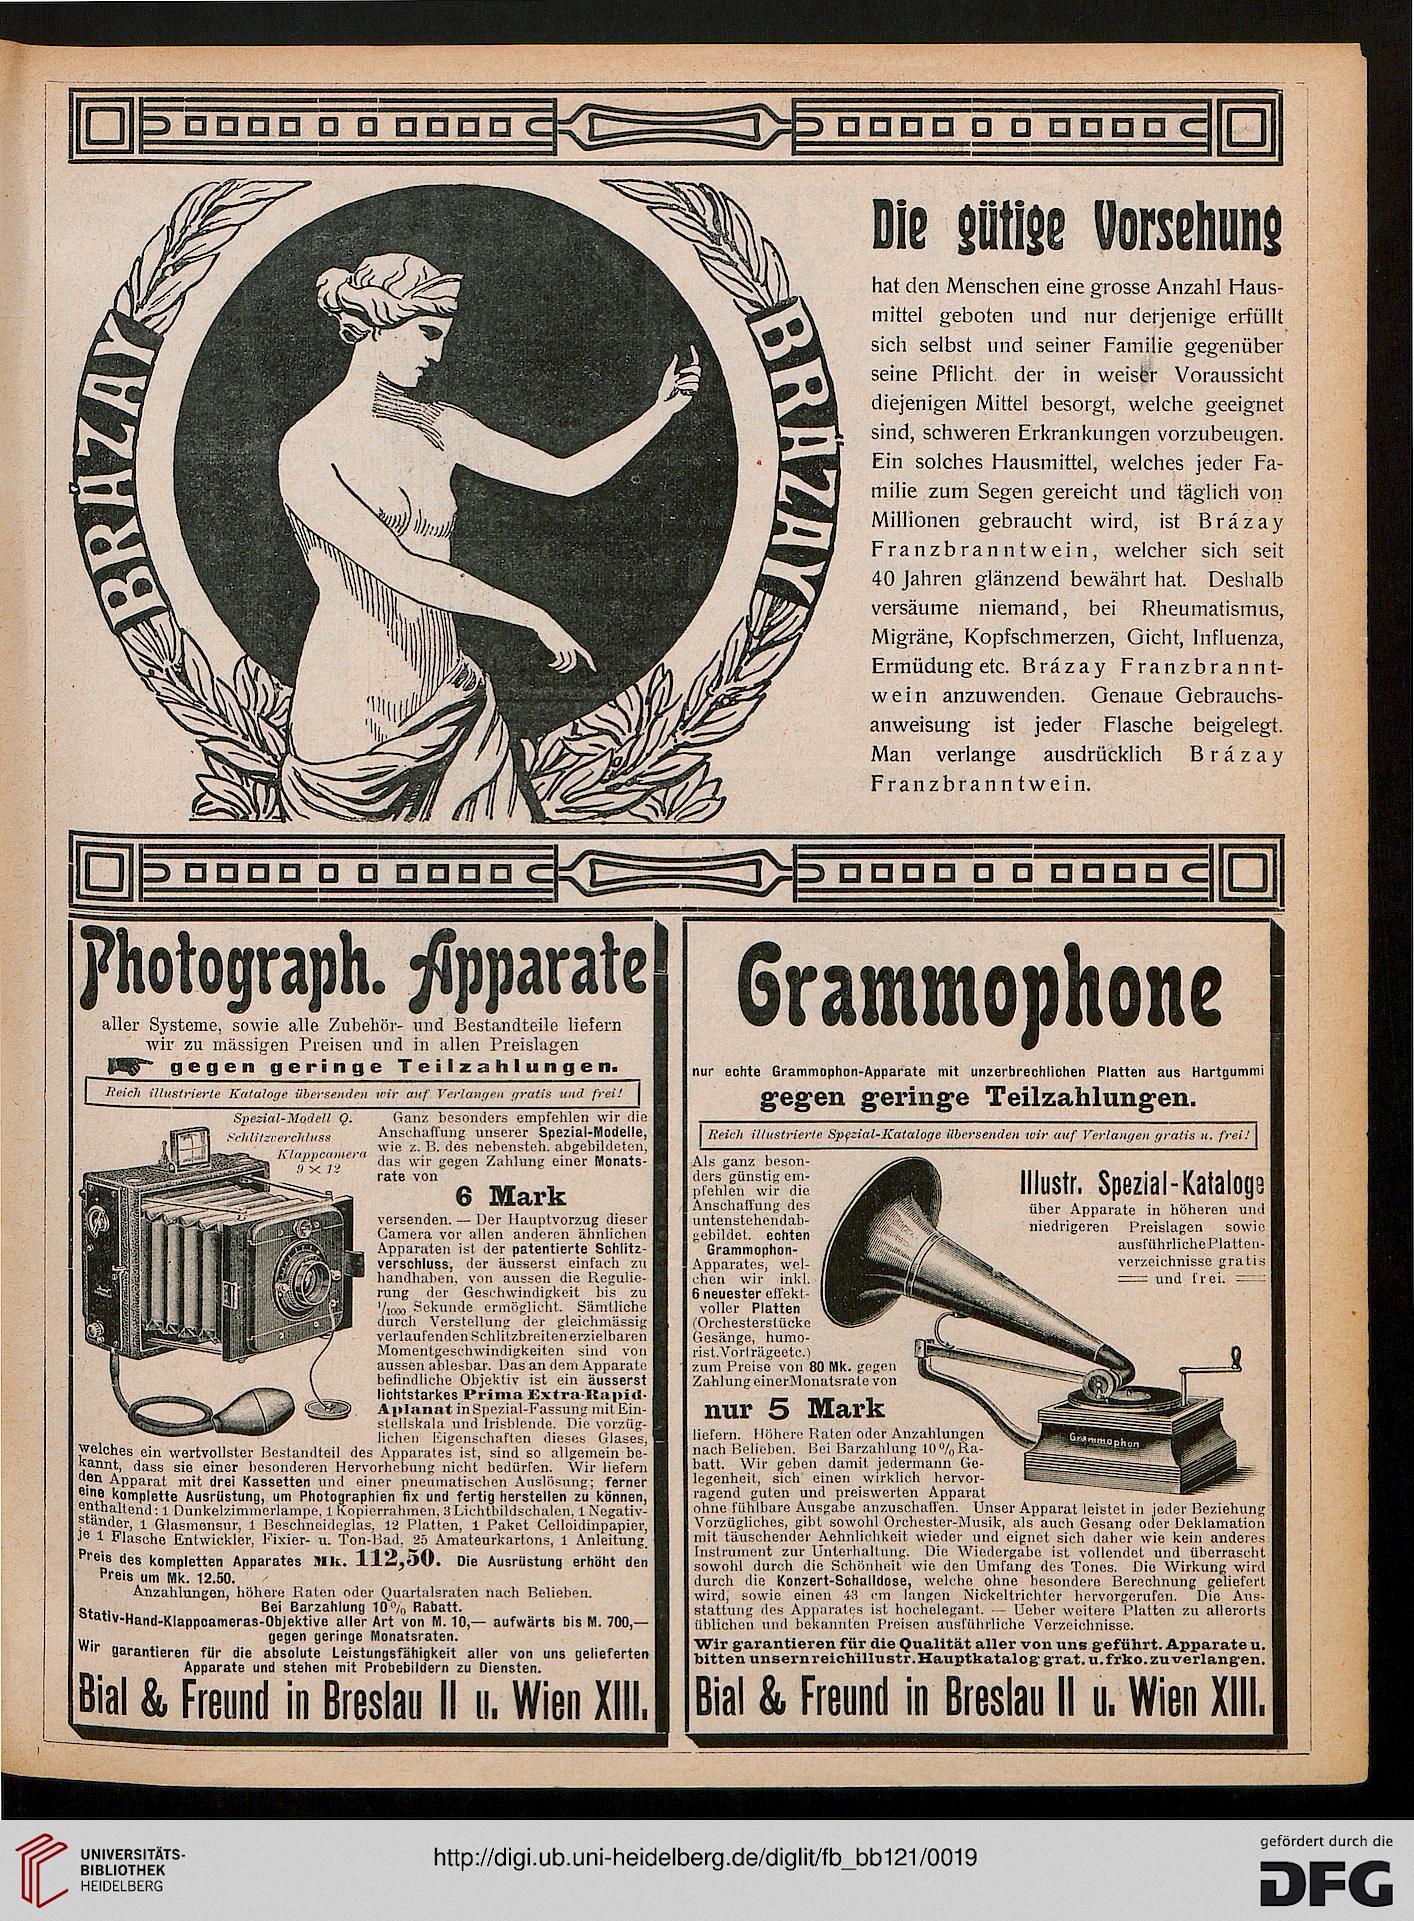 BRÁZAY
BRÁZAY
Die gütige Vorsehung
hat den Menschen eine grosse Anzahl Haus-
mittel geboten und nur derjenige erfüllt
sich selbst und seiner Familie gegenüber
seine Pflicht der in weiser Voraussicht
diejenigen Mittel besorgt, welche geeignet
sind, schweren Erkrankungen vorzubeugen.
Ein solches Hausmittel, welches jeder Fa-
milie zum Segen gereicht und täglich von
Millionen gebraucht wird, ist Brázay
Franzbranntwein, welcher sich seit
40 Jahren glänzend bewährt hat. Deshalb
versäume niemand, bei Rheumatismus,
Migräne, Kopfschmerzen, Gicht, Influenza,
Ermüdung etc. Brázay Franzbrannt-
wein anzuwenden. Genaue Gebrauchs-
anweisung ist jeder Flasche beigelegt.
Man verlange ausdrücklich Brázay
Franzbranntwein.
Photograph. Apparate
aller Systeme, sowie alle Zubehör- und Bestandteile liefern
wir zu mässigen Preisen und in allen Preislagen
gegen geringe Teilzahlungen.
Reich illustrierte Kataloge übersenden wir auf Verlangen gratis und frei!
Spezial-Modell Q.
Schlitzverchluss
Klappcamera
9 × 12
Ganz besonders empfehlen wir die
Anschaffung unserer Spezial-Modelle,
wie z. B. des nebensteh. abgebildeten,
das wir gegen Zahlung einer Monats-
rate von
6 Mark
versenden. — Der Hauptvorzug dieser
Camera vor allen anderen ähnlichen
Apparaten ist der patentierte Schlitz-
verschluss, der äusserst einfach zu
handhaben, von aussen die Regulie-
rung der Geschwindigkeit bis zu
1/1000 Sekunde ermöglicht. Sämtliche
durch Verstellung der gleichmässig
verlaufenden Schlitzbreiten erzielbaren
Momentgeschwindigkeiten sind von
aussen ablesbar. Das an dem Apparate
befindliche Objektiv ist ein äusserst
lichtstarkes Prima Extra-Rapid-
Aplanat in Spezial-Fassung mit Ein-
stellskala und Irisblende. Die vorzüg-
lichen Eigenschaften dieses Glases,
welches ein wertvollster Bestandteil des Apparates ist, sind so allgemein be-
kannt, dass sie einer besonderen Hervorhebung nicht bedürfen. Wir liefern
den Apparat mit drei Kassetten und einer pneumatischen Auslösung; ferner
eine komplette Ausrüstung, um Photographien fix und fertig herstellen zu können,
enthaltend: 1 Dunkelzimmerlampe, 1 Kopierrahmen, 3 Lichtbildschalen, 1 Negativ-
ständer, 1 Glasmensur, 1 Beschneideglas, 12 Platten, 1 Paket Celloidinpapier,
je 1 Flasche Entwickler, Fixier- u. Ton-Bad, 25 Amateurkartons, 1 Anleitung.
Preis des kompletten Apparates Mk. 112,50. Die Ausrüstung erhöht den
Preis um Mk. 12.50.
Anzahlungen, höhere Raten oder Quartalsraten nach Belieben.
Bei Barzahlung 10% Rabatt.
Stativ-Hand-Klappcameras-Objektive aller Art von M. 10,— aufwärts bis M. 700,—
gegen geringe Monatsraten.
Wir garantieren für die absolute Leistungsfähigkeit aller von uns gelieferten
Apparate und stehen mit Probebildern zu Diensten.
Bial & Freund in Breslau II u. Wien XIII.
Grammophone
nur echte Grammophon-Apparate mit unzerbrechlichen Platten aus Hartgummi
gegen geringe Teilzahlungen.
Reich illustrierte Spezial-Kataloge übersenden wir auf Verlangen gratis u. frei!
Als ganz beson-
ders günstig em-
pfehlen wir die
Anschaffung des
untenstehend ab-
gebildet. echten
Grammophon-
Apparates, wel-
chen wir inkl.
6 neuester effekt-
voller Platten
(Orchesterstücke
Gesänge, humo-
rist. Vorträge etc.)
zum Preise von 80 Mk. gegen
Zahlung einer Monatsrate von
nur 5 Mark
Illustr. Spezial-Kataloge
über Apparate in höheren und
niedrigeren Preislagen sowie
ausführliche Platten-
verzeichnisse gratis
und frei.
Grammophon
liefern. Höhere Raten oder Anzahlungen
nach Belieben. Bei Barzahlung 10% Ra-
batt. Wir geben damit jedermann Ge-
legenheit, sich einen wirklich hervor-
ragend guten und preiswerten Apparat
ohne fühlbare Ausgabe anzuschaffen. Unser Apparat leistet in jeder Beziehung
Vorzügliches, gibt sowohl Orchester-Musik, als auch Gesang oder Deklamation
mit täuschender Aehnlichkeit wieder und eignet sich daher wie kein anderes
Instrument zur Unterhaltung. Die Wiedergabe ist vollendet und überrascht
sowohl durch die Schönheit wie den Umfang des Tones. Die Wirkung wird
durch die Konzert-Schalldose, welche ohne besondere Berechnung geliefert
wird, sowie einen 43 cm langen Nickeltrichter hervorgerufen. Die Aus-
stattung des Apparates ist hochelegant. — Ueber weitere Platten zu allerorts
üblichen und bekannten Preisen ausführliche Verzeichnisse.
Wir garantieren für die Qualität aller von uns geführt. Apparate u.
bitten unsern reichillustr. Hauptkatalog grat. u. frko. zu verlangen.
Bial & Freund in Breslau II u. Wien XIII.
UNIVERSITÄTS-
BIBLIOTHEK
HEIDELBERG
http://digi.ub.uni-heidelberg.de/diglit/fb_bb121/0019
gefördert durch die
DFG